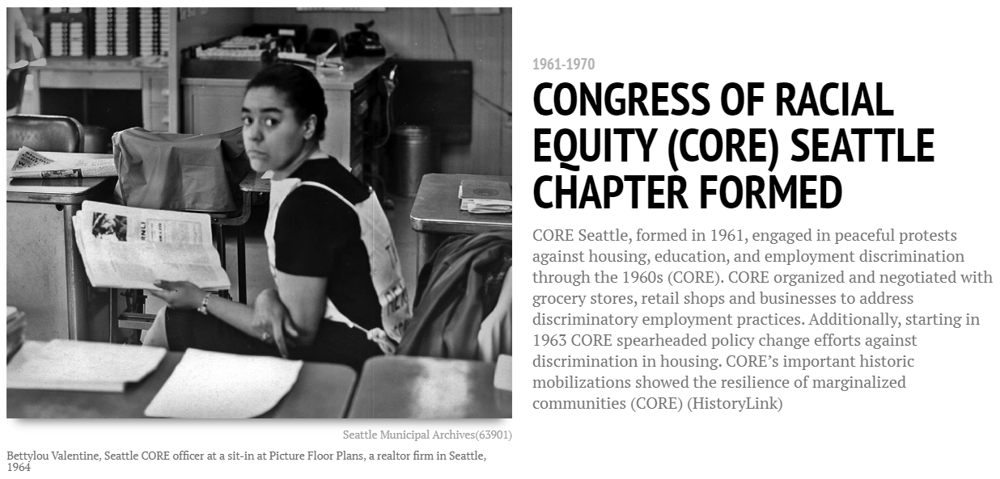 1961-1970
CONGRESS OF RACIAL
EQUITY (CORE) SEATTLE
CHAPTER FORMED
CORE Seattle, formed in 1961, engaged in peaceful protests
against housing, education, and employment discrimination
through the 1960s (CORE). CORE organized and negotiated with
grocery stores, retail shops and businesses to address
discriminatory employment practices. Additionally, starting in
1963 CORE spearheaded policy change efforts against
discrimination in housing. CORE’s important historic
mobilizations showed the resilience of marginalized
communities (CORE) (HistoryLink)
Seattle Municipal Archives(63901)
Bettylou Valentine, Seattle CORE officer at a sit-in at Picture Floor Plans, a realtor firm in Seattle,
1964